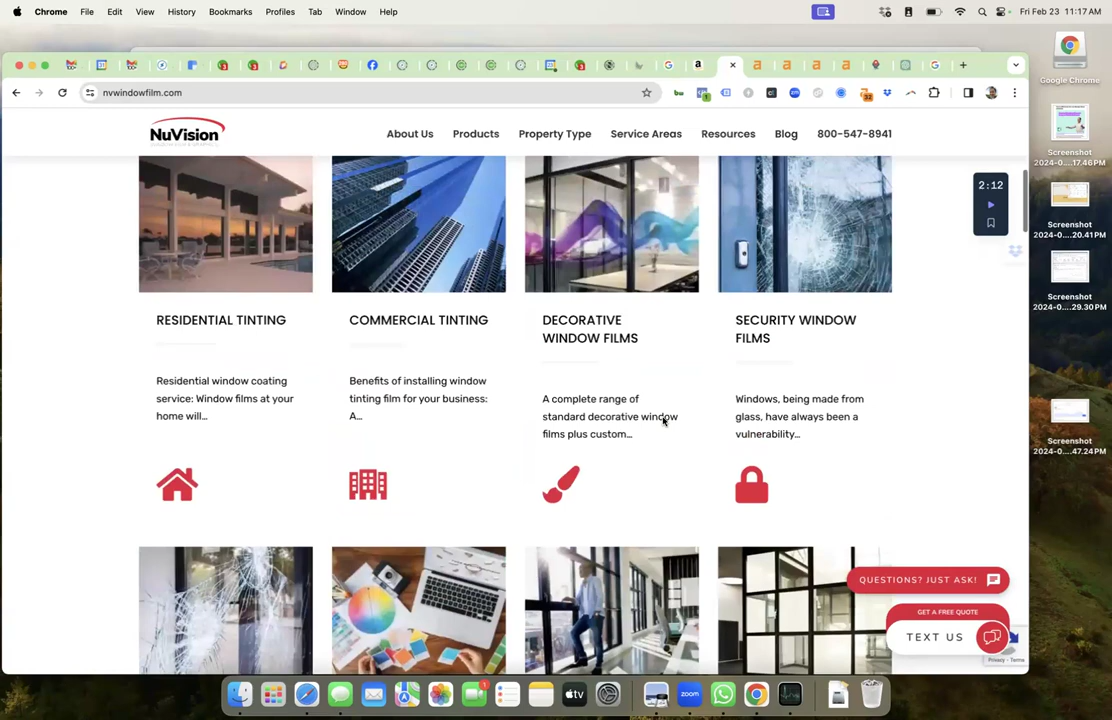 Chrome File Edit View History Bookmarks Profiles Tab Window Help
Fri Feb 23 11:17 AM
nvwindowfilm.com
NuVision
About Us Products Property Type Service Areas Resources Blog 800-547-8941
2:12
RESIDENTIAL TINTING
Residential window coating
service: Window films at your
home will...
COMMERCIAL TINTING
Benefits of installing window
tinting film for your business:
A...
DECORATIVE
WINDOW FILMS
A complete range of
standard decorative window
films plus custom...
SECURITY WINDOW
FILMS
Windows, being made from
glass, have always been a
vulnerability...
QUESTIONS? JUST ASK!
GET A FREE QUOTE
TEXT US
Privacy - Terms
Google Chrome
Screenshot
2024-0....17.46 PM
Screenshot
2024-0...20.41 PM
Screenshot
2024-0....29.30 PM
Screenshot
2024-0....47.24 PM
zoom
tv